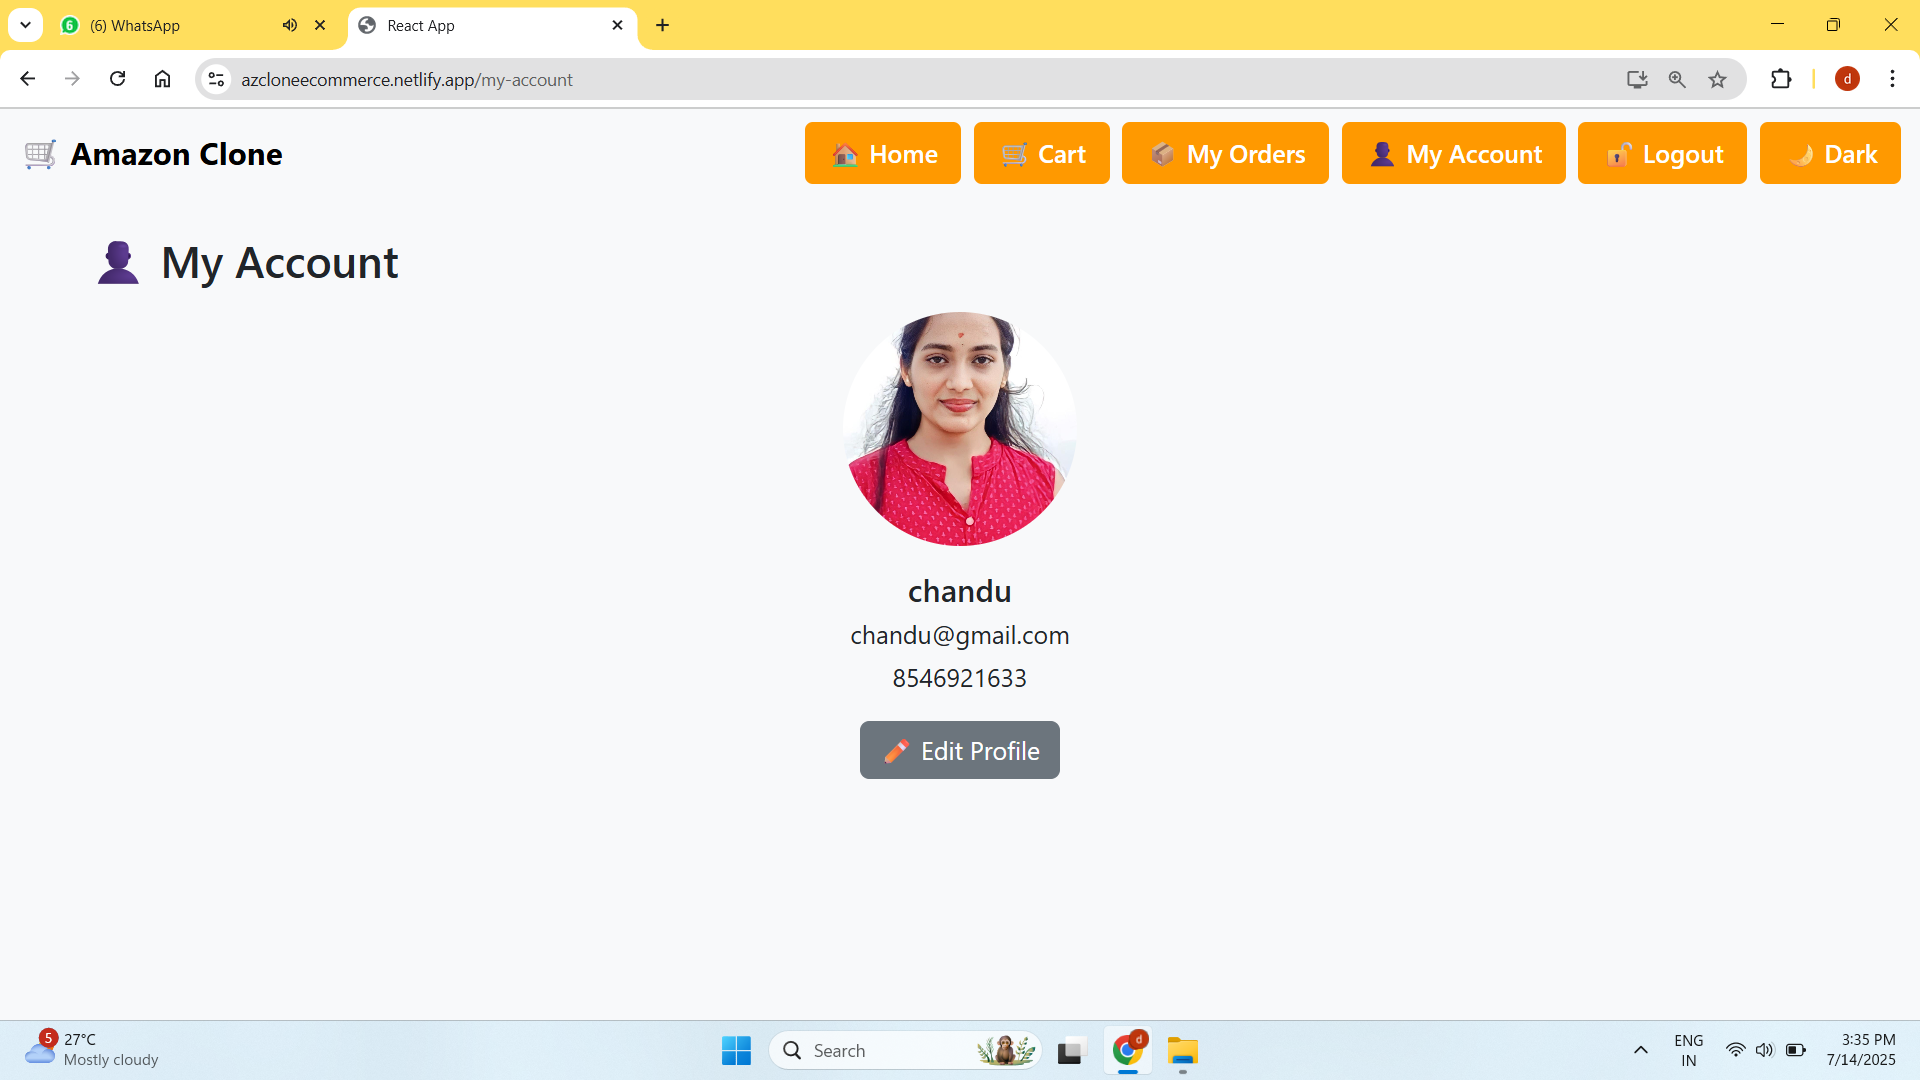 6 (6) WhatsApp
React App
azcloneecommerce.netlify.app/my-account
d
Amazon Clone
Home
Cart
My Orders
My Account
Logout
Dark
My Account
chandu
chandu@gmail.com
8546921633
Edit Profile
5
27°C
Mostly cloudy
Search
d
ENG
IN
3:35 PM
7/14/2025